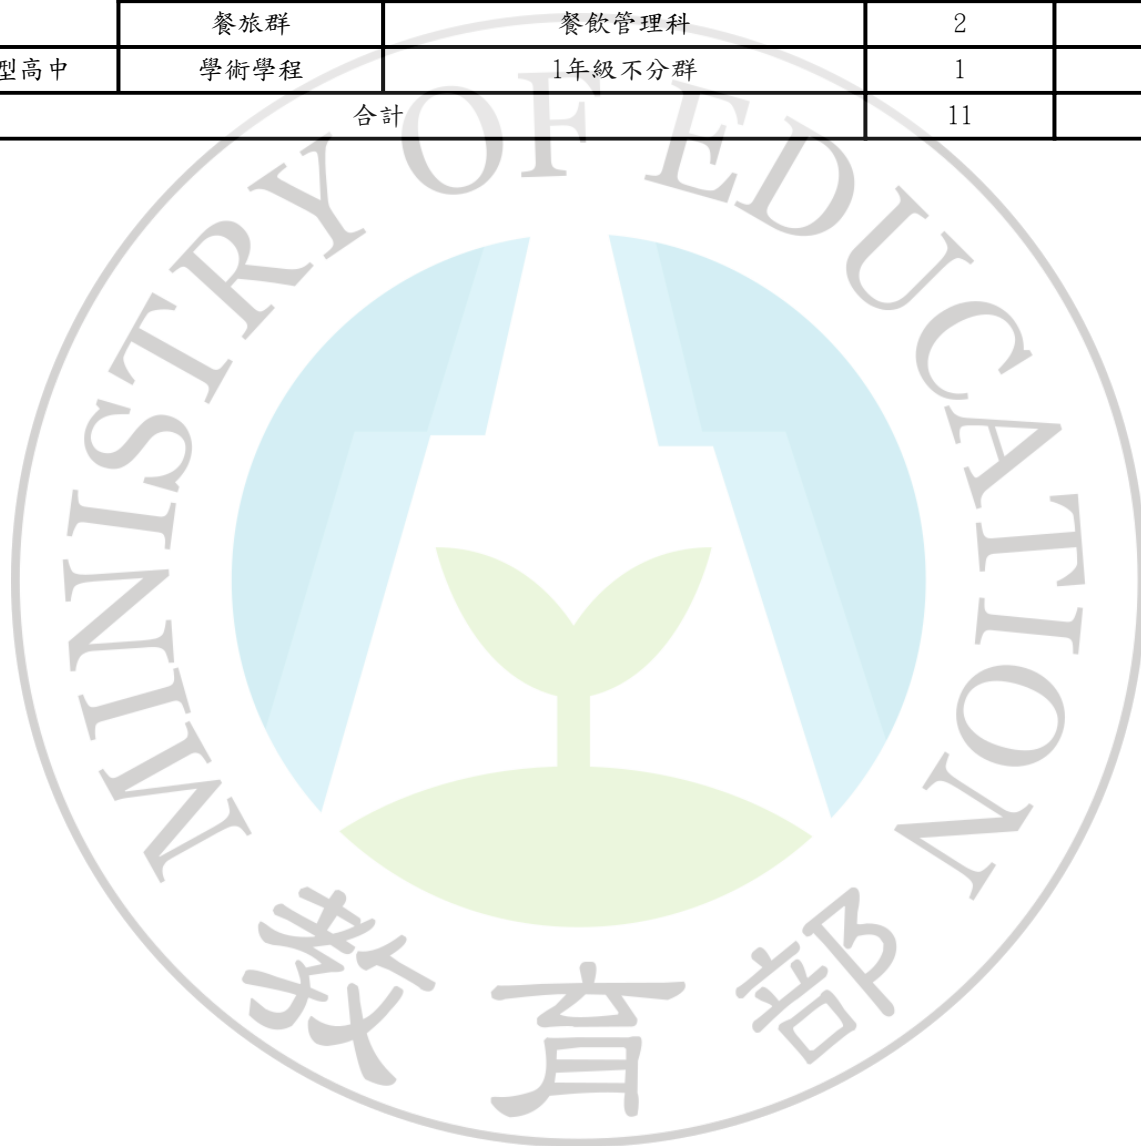 餐旅群 餐飲管理科 2
型高中 學術學程 1年級不分群 1
合計 11
MINISTRY OF EDUCATION
教育部